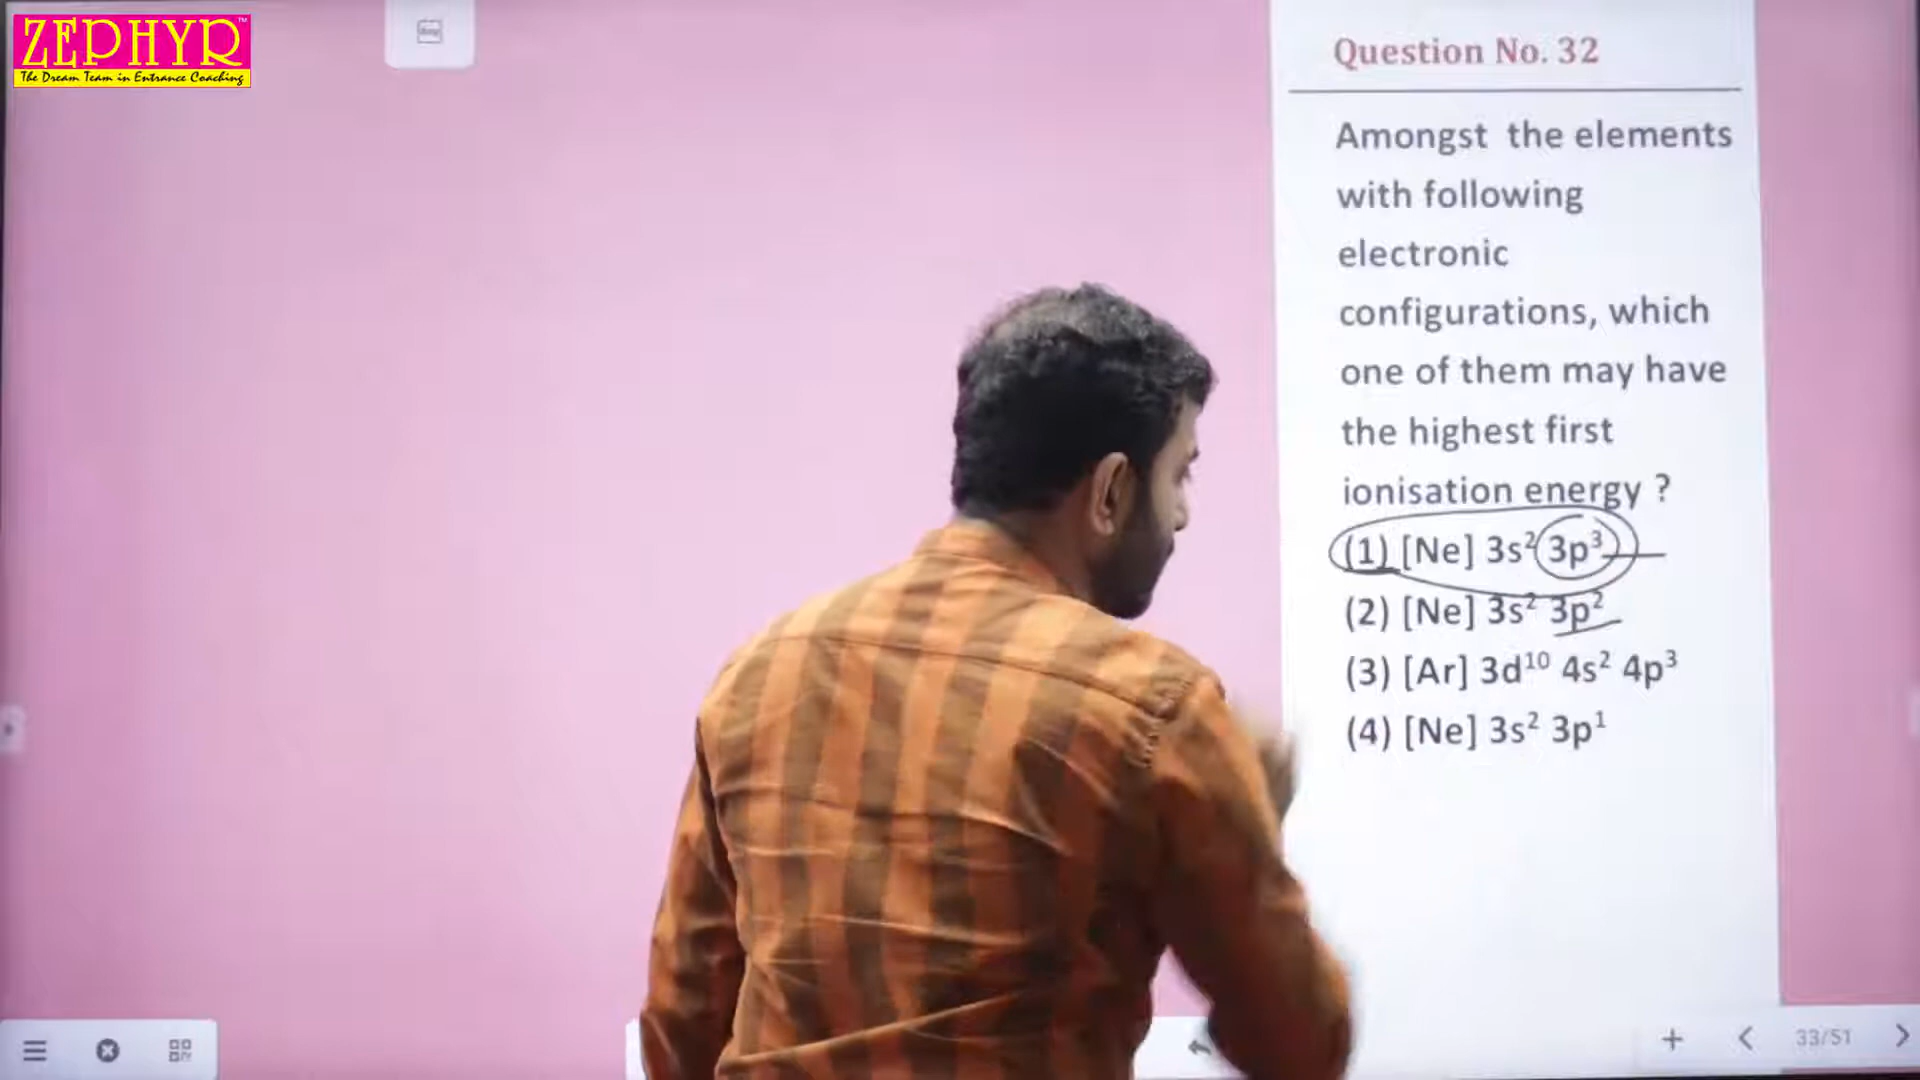 ZEPHYR™
The Dream Team in Entrance Coaching
Question No. 32
Amongst the elements
with following
electronic
configurations, which
one of them may have
the highest first
ionisation energy ?
(1) [Ne] 3s² 3p³
(2) [Ne] 3s² 3p²
(3) [Ar] 3d¹⁰ 4s² 4p³
(4) [Ne] 3s² 3p¹
33/51